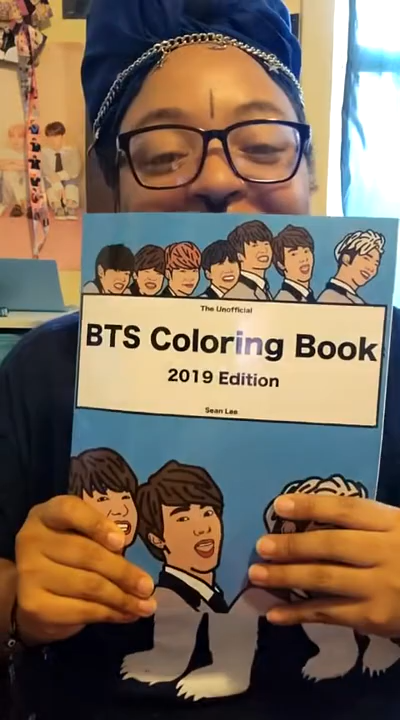 The Unofficial
BTS Coloring Book
2019 Edition
Sean Lee